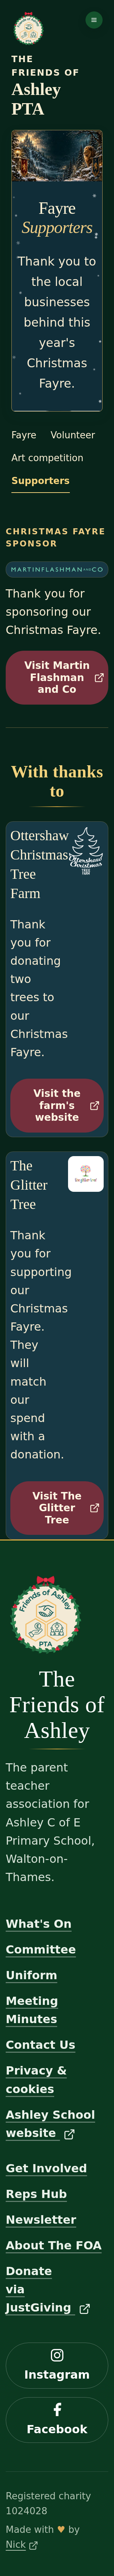 THE
FRIENDS OF
Ashley
PTA
Fayre
Supporters
Thank you to
the local
businesses
behind this
year's
Christmas
Fayre.
Fayre Volunteer
Art competition
Supporters
CHRISTMAS FAYRE
SPONSOR
MARTINFLASHMANANDCO
Thank you for
sponsoring our
Christmas Fayre.
Visit Martin
Flashman
and Co
With thanks
to
Ottershaw
Christmas
Tree
Farm
Ottershaw
Christmas
TREE
FARM
Thank
you for
donating
two
trees to
our
Christmas
Fayre.
Visit the
farm's
website
The
Glitter
Tree
the glitter tree
Thank
you for
supporting
our
Christmas
Fayre.
They
will
match
our
spend
with a
donation.
Visit The
Glitter
Tree
Friends of Ashley
PTA
The
Friends of
Ashley
The parent
teacher
association for
Ashley C of E
Primary School,
Walton-on-
Thames.
What's On
Committee
Uniform
Meeting
Minutes
Contact Us
Privacy &
cookies
Ashley School
website
Get Involved
Reps Hub
Newsletter
About The FOA
Donate
via
JustGiving
Instagram
Facebook
Registered charity
1024028
Made with ♥ by
Nick